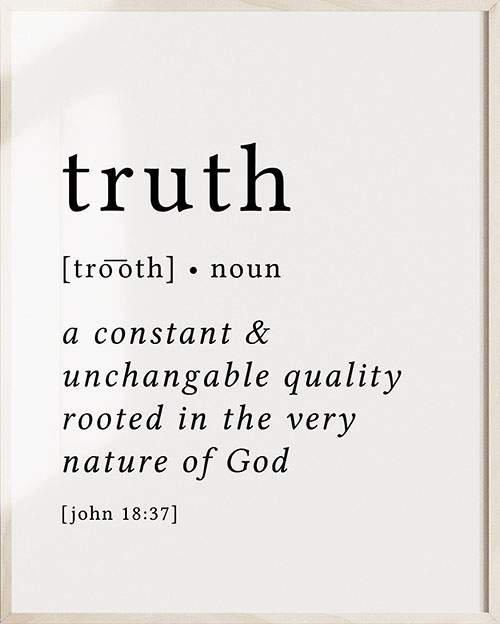 truth
[tro͞oth] • noun
a constant &
unchangable quality
rooted in the very
nature of God
[john 18:37]